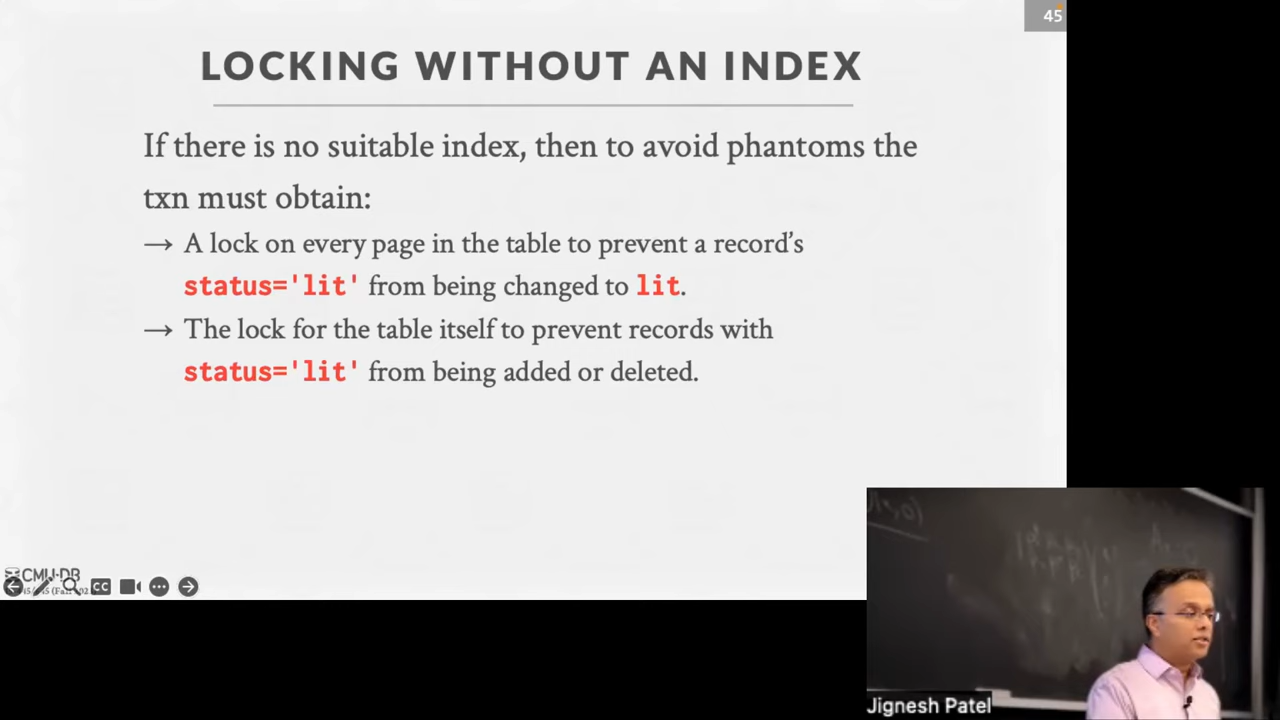 45
LOCKING WITHOUT AN INDEX
If there is no suitable index, then to avoid phantoms the
txn must obtain:
→ A lock on every page in the table to prevent a record’s
status='lit' from being changed to lit.
→ The lock for the table itself to prevent records with
status='lit' from being added or deleted.
CMU·DB
CC
Jignesh Patel